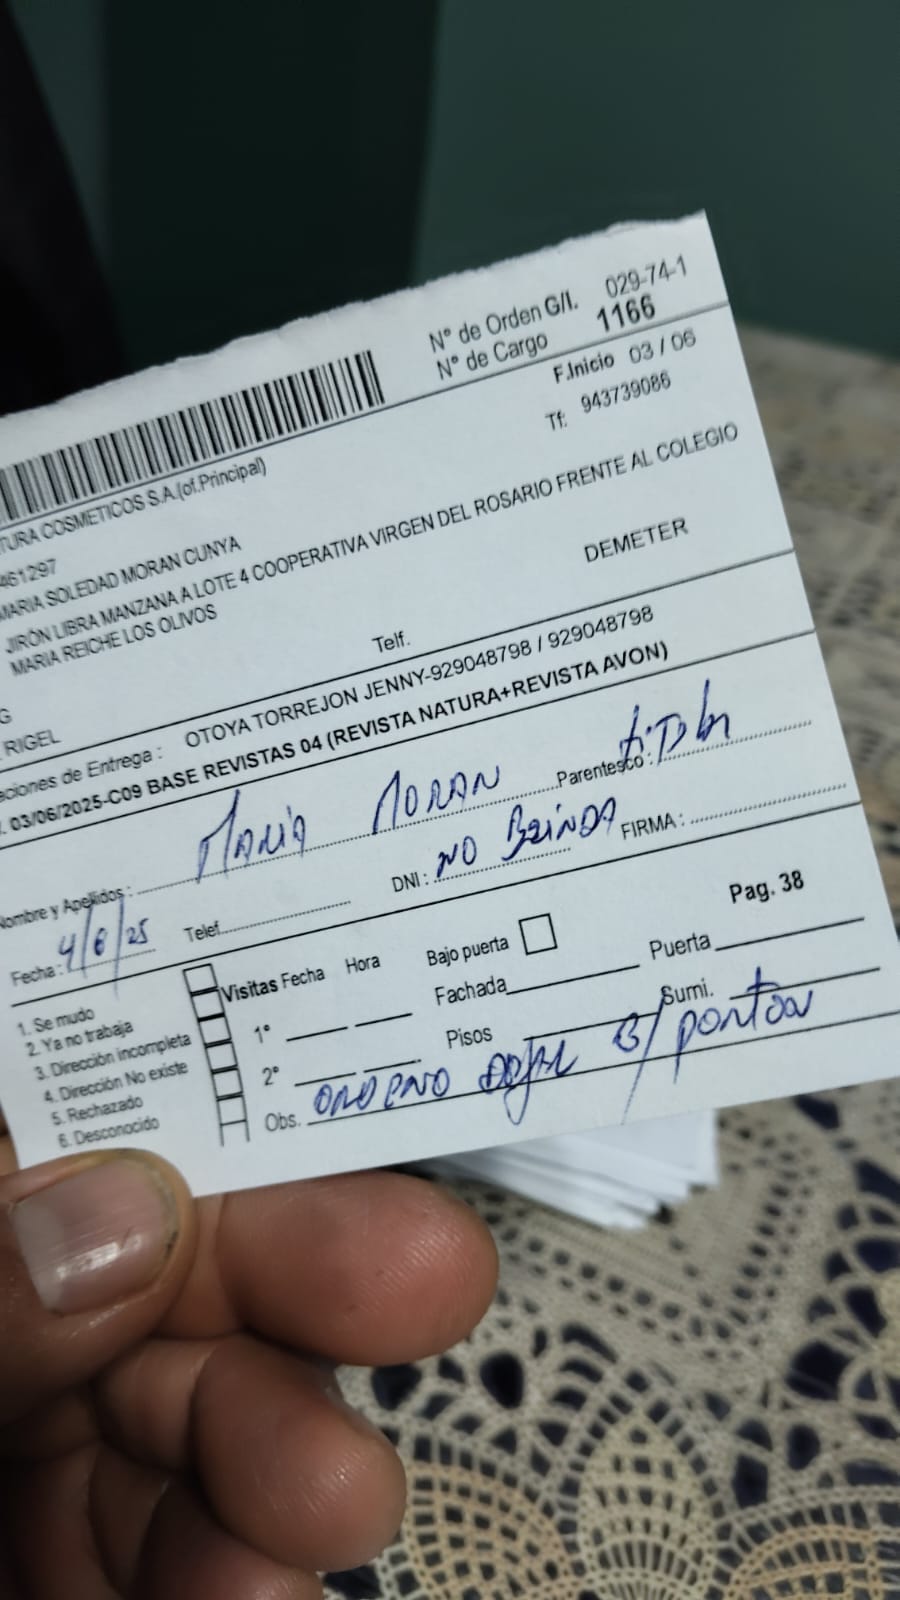 N° de Orden G/I. 029-74-1
N° de Cargo 1166
F.Inicio 03 / 06
Tf: 943739086
TURA COSMETICOS S.A.(of.Principal)
461297
MARIA SOLEDAD MORAN CUNYA
JIRÓN LIBRA MANZANA A LOTE 4 COOPERATIVA VIRGEN DEL ROSARIO FRENTE AL COLEGIO
MARIA REICHE LOS OLIVOS
DEMETER
Telf.
G
RIGEL
aciones de Entrega : OTOYA TORREJON JENNY-929048798 / 929048798
03/06/2025-C09 BASE REVISTAS 04 (REVISTA NATURA+REVISTA AVON)
Nombre y Apellidos : MARIA MORAN Parentesco : titular
Fecha: 4/6/25 Telef. DNI : NO BRINDA FIRMA :
Pag. 38
1. Se mudo
2. Ya no trabaja
3. Dirección incompleta
4. Dirección No existe
5. Rechazado
6. Desconocido
Visitas Fecha Hora Bajo puerta
1° Fachada Puerta
2° Pisos Sumi.
Obs. ORDENO DEJAR B/ PORTON